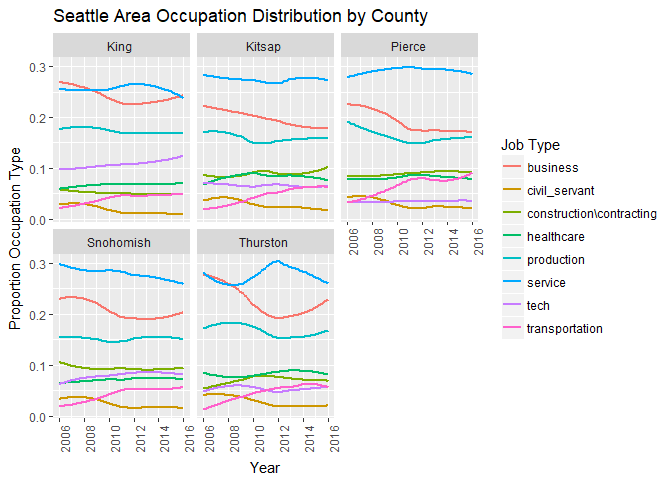 Seattle Area Occupation Distribution by County
King Kitsap Pierce
0.3
0.2
0.1
0.0
2006 2008 2010 2012 2014 2016
Snohomish Thurston
0.3
0.2
0.1
0.0
2006 2008 2010 2012 2014 2016 2006 2008 2010 2012 2014 2016
Year
Proportion Occupation Type
Job Type
business
civil_servant
construction\contracting
healthcare
production
service
tech
transportation